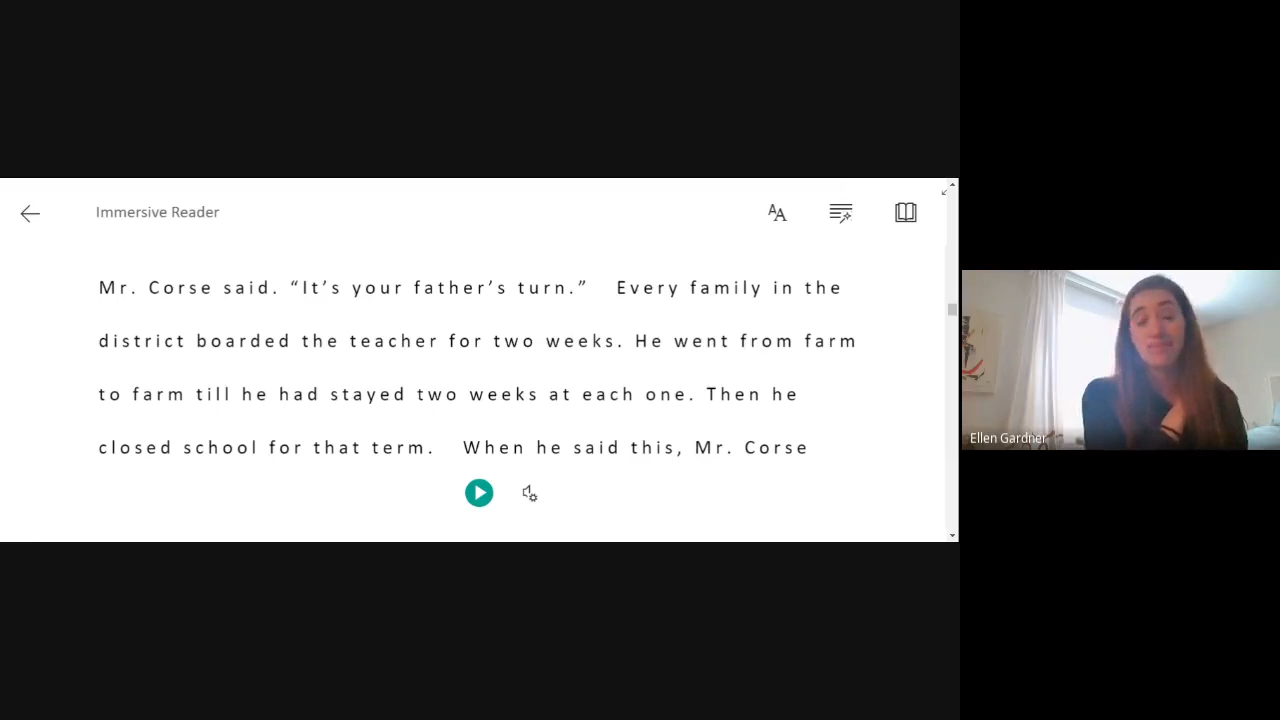 Immersive Reader
AA
Mr. Corse said. “It’s your father’s turn.” Every family in the
district boarded the teacher for two weeks. He went from farm
to farm till he had stayed two weeks at each one. Then he
closed school for that term. When he said this, Mr. Corse
Ellen Gardner